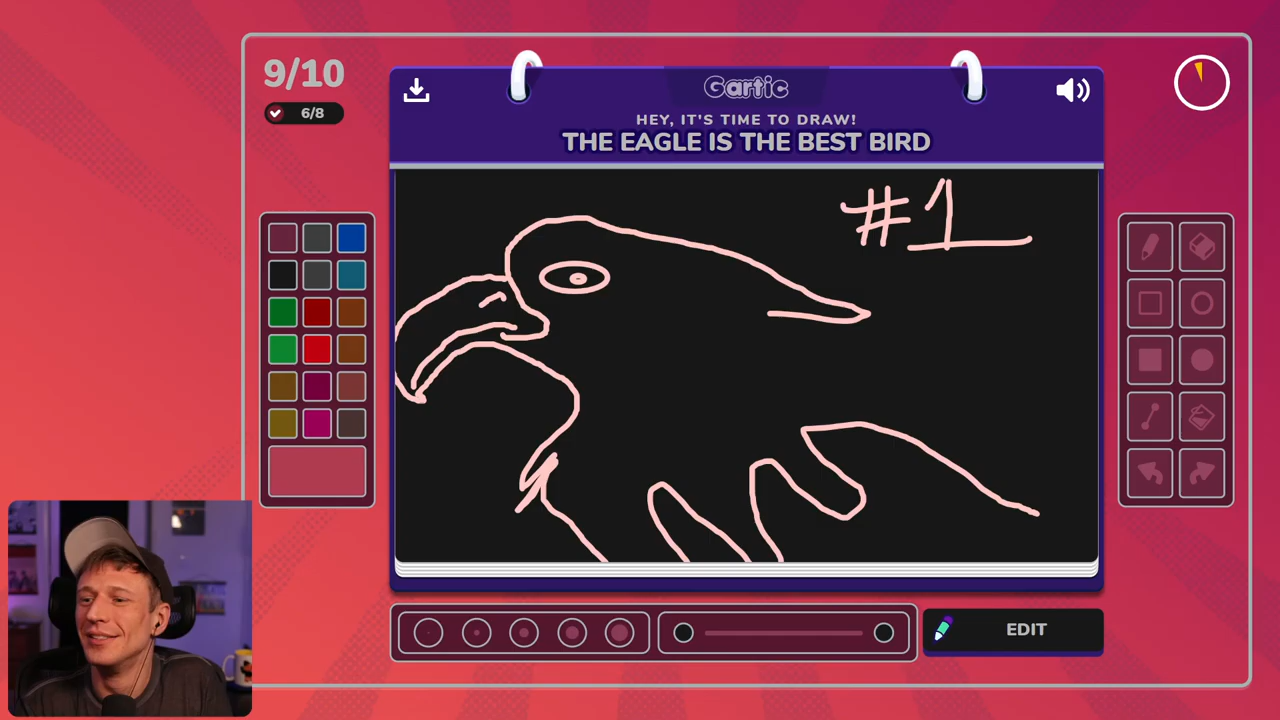 9/10
6/8
Gartic
HEY, IT'S TIME TO DRAW!
THE EAGLE IS THE BEST BIRD
#1
EDIT